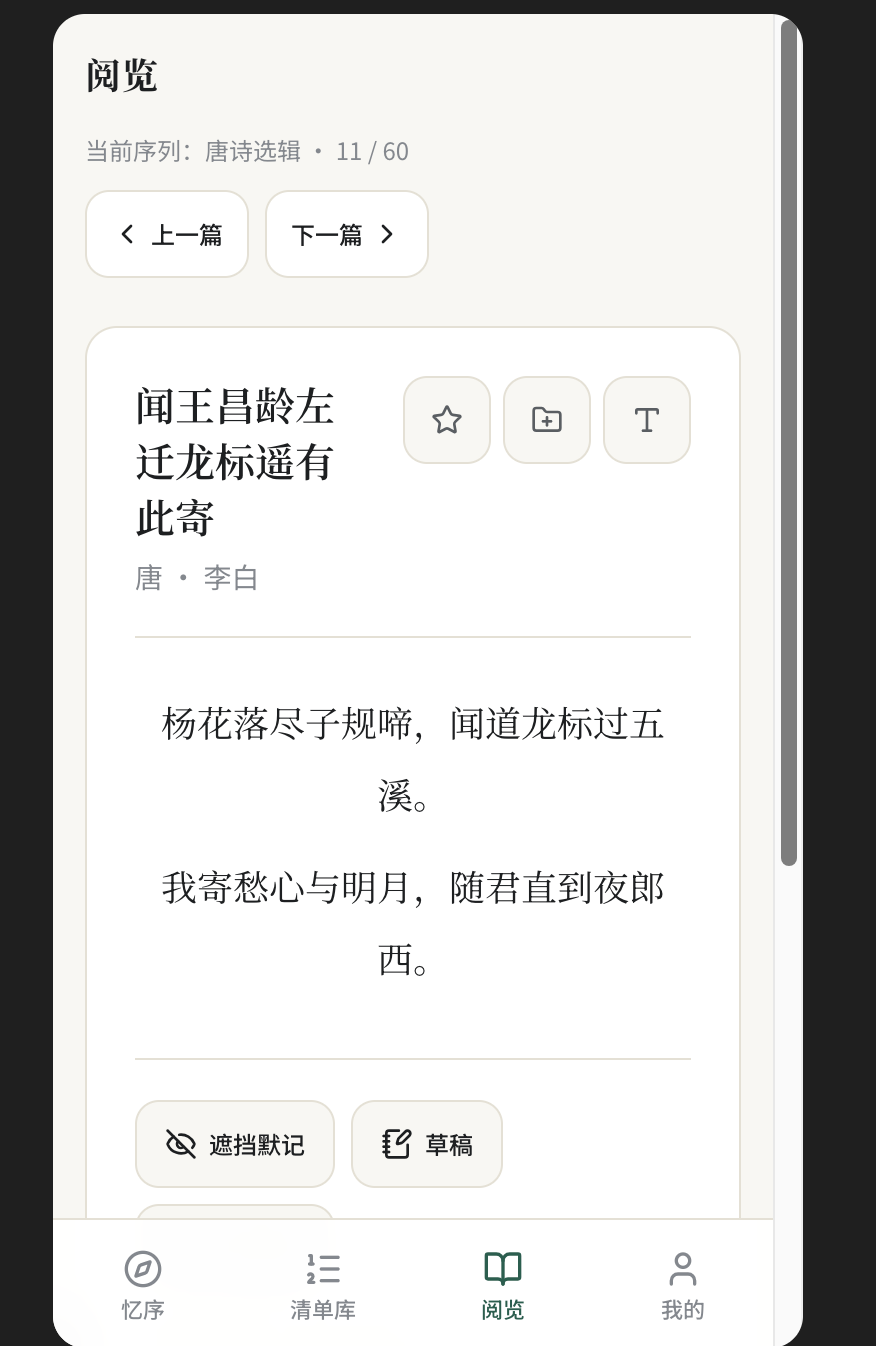 阅览
当前序列：唐诗选辑 · 11 / 60
上一篇 下一篇
闻王昌龄左
迁龙标遥有
此寄
唐 · 李白
杨花落尽子规啼，闻道龙标过五
溪。
我寄愁心与明月，随君直到夜郎
西。
遮挡默记 草稿
忆序 清单库 阅览 我的